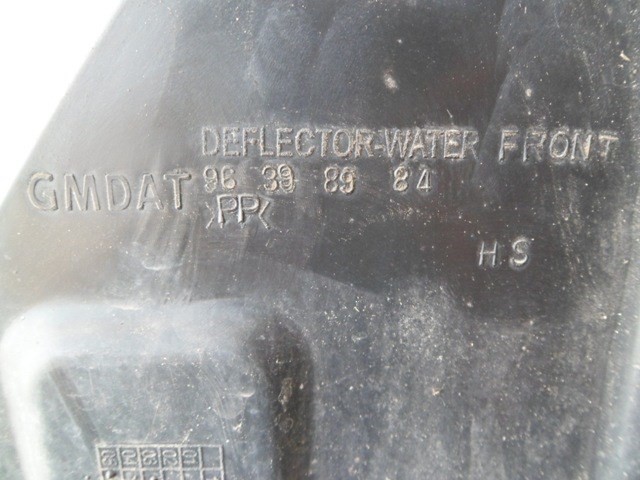 DEFLECTOR-WATER FRONT
GMDAT 96 39 89 84
>PP<
H S